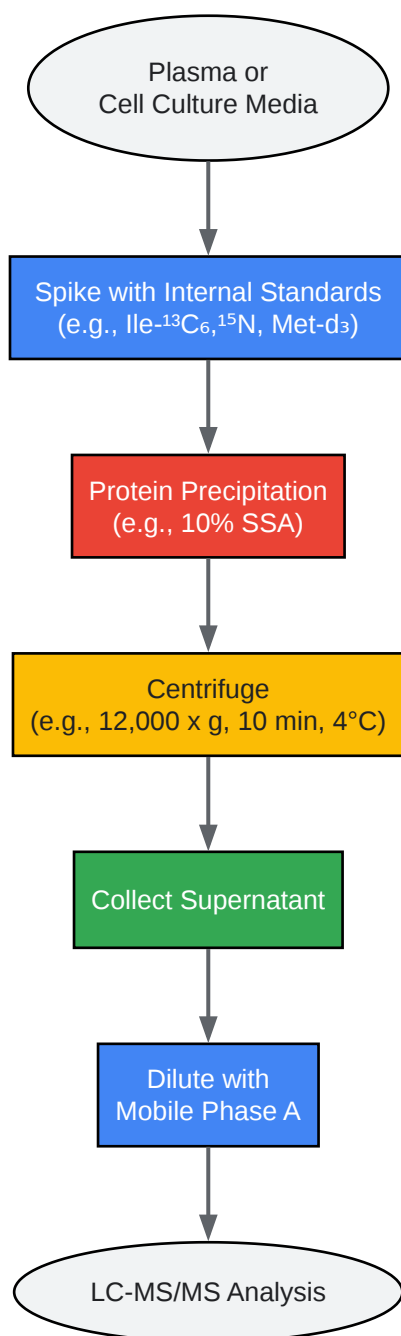 Plasma or
Cell Culture Media
Spike with Internal Standards
(e.g., Ile-¹³C₆,¹⁵N, Met-d₃)
Protein Precipitation
(e.g., 10% SSA)
Centrifuge
(e.g., 12,000 x g, 10 min, 4°C)
Collect Supernatant
Dilute with
Mobile Phase A
LC-MS/MS Analysis